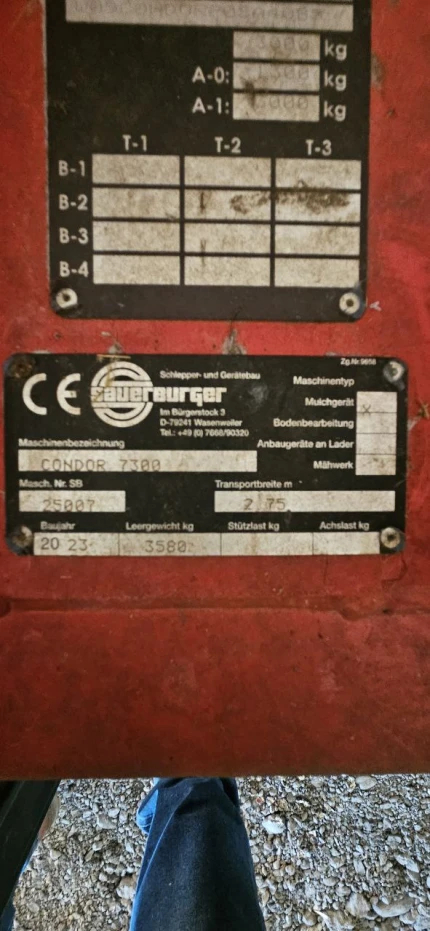 kg
A-0: kg
A-1: kg
T-1 T-2 T-3
B-1
B-2
B-3
B-4
Zg.Nr.9658
CE Sauerburger
Schlepper- und Gerätebau
Im Bürgerstock 3
D-79241 Wasenweiler
Tel.: +49 (0) 7668/90320
Maschinentyp
Mulchgerät X
Bodenbearbeitung
Anbaugeräte an Lader
Mähwerk
Maschinenbezeichnung
CONDOR 7300
Masch. Nr. SB Transportbreite m
25007 2,75
Baujahr Leergewicht kg Stützlast kg Achslast kg
20 23 3580